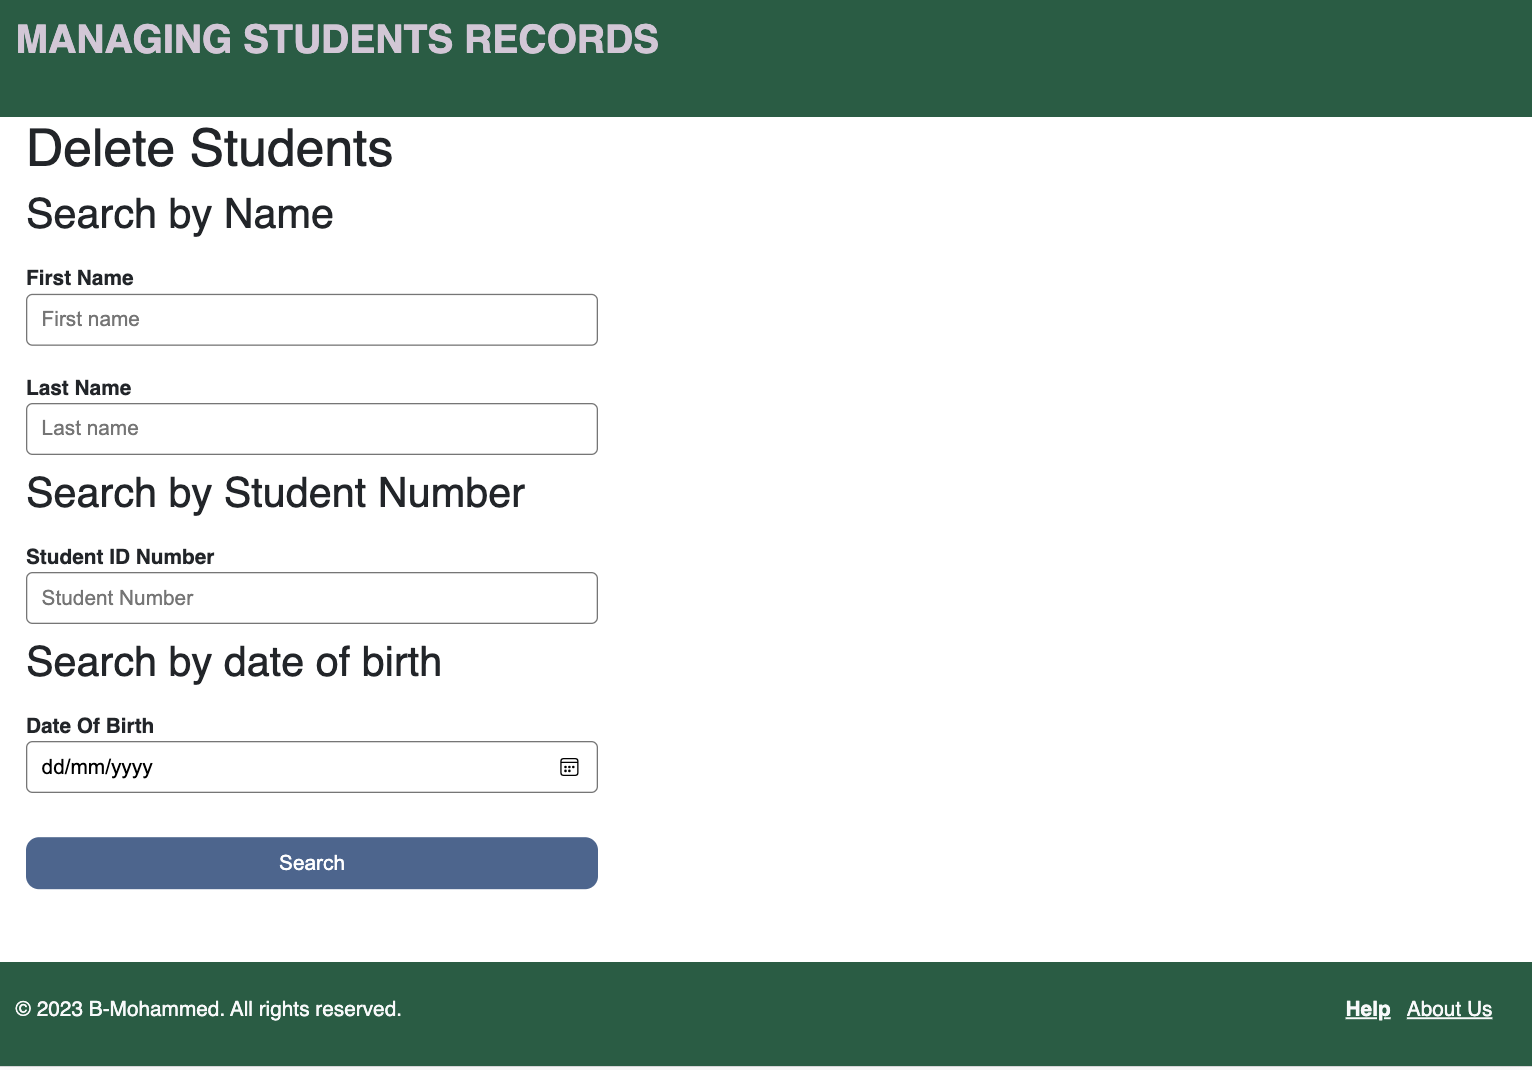 MANAGING STUDENTS RECORDS
Delete Students
Search by Name
First Name
First name
Last Name
Last name
Search by Student Number
Student ID Number
Student Number
Search by date of birth
Date Of Birth
dd/mm/yyyy
Search
© 2023 B-Mohammed. All rights reserved.
Help About Us